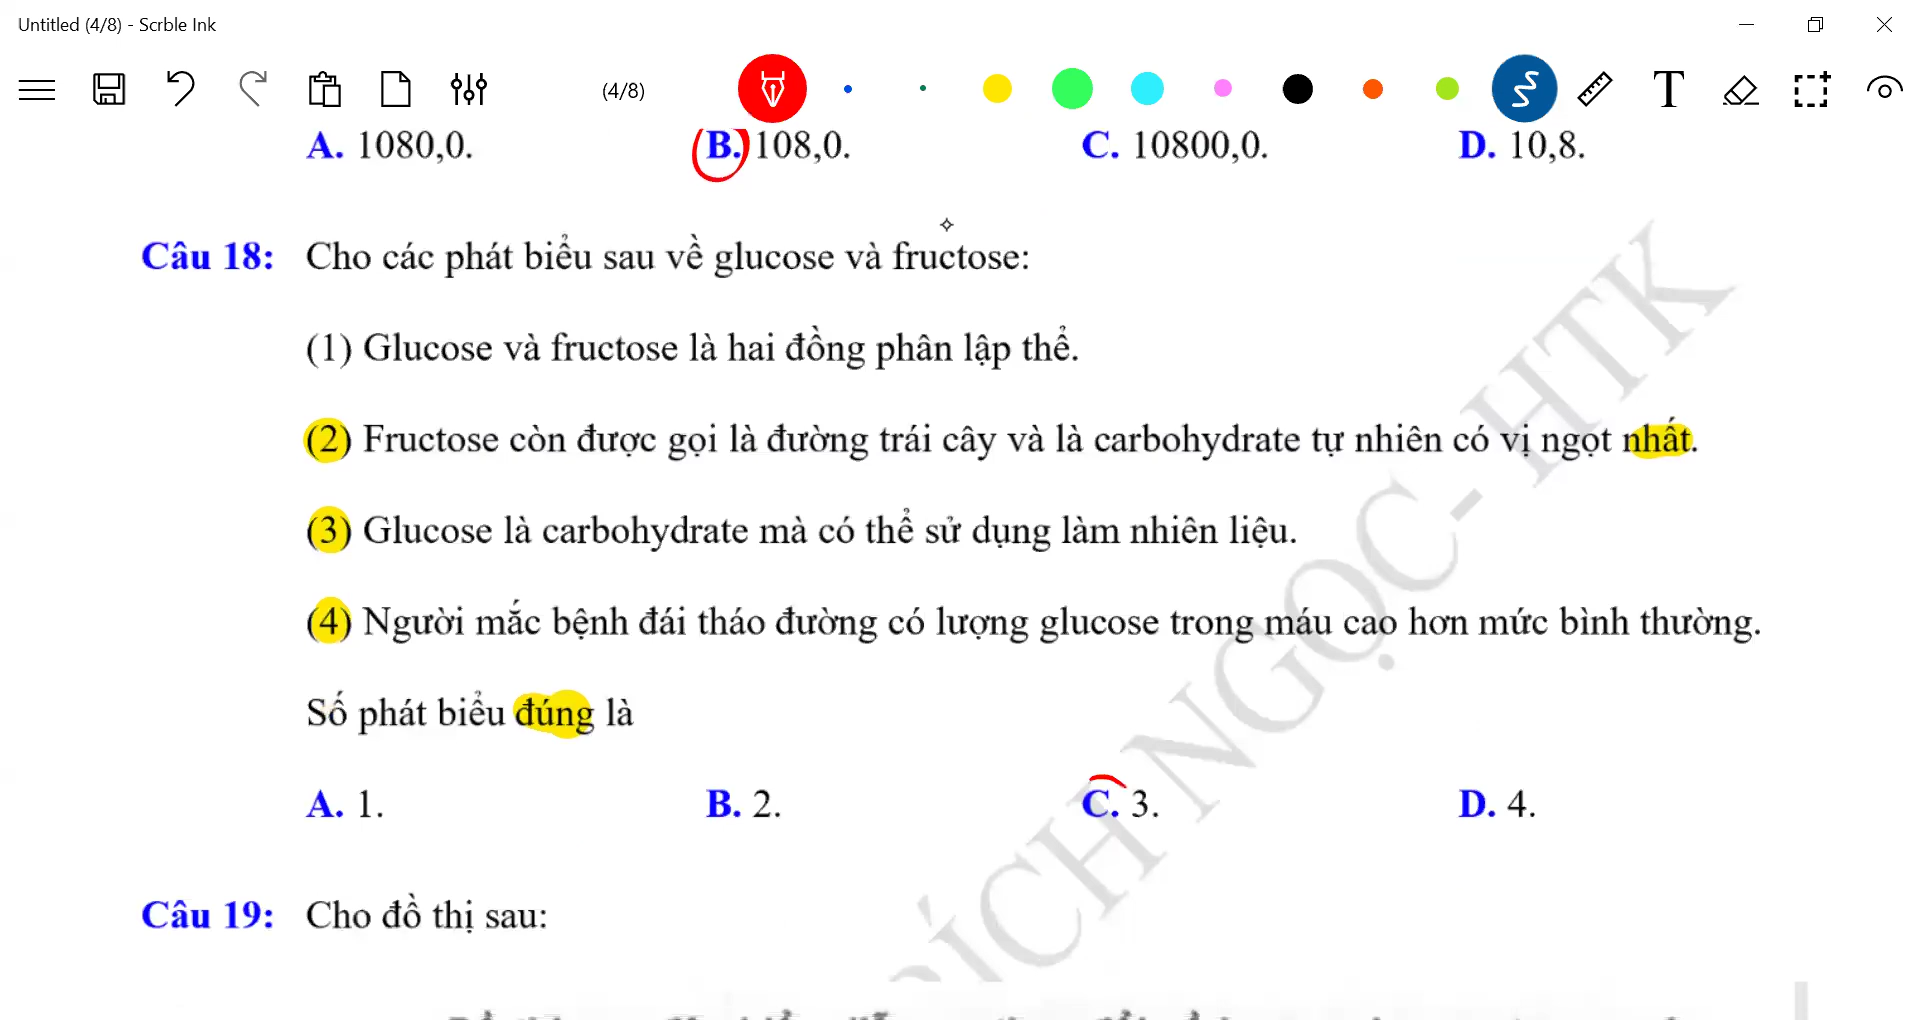 Untitled (4/8) - Scrble Ink
(4/8)
T
A. 1080,0. B. 108,0. C. 10800,0. D. 10,8.
Câu 18: Cho các phát biểu sau về glucose và fructose:
(1) Glucose và fructose là hai đồng phân lập thể.
(2) Fructose còn được gọi là đường trái cây và là carbohydrate tự nhiên có vị ngọt nhất.
(3) Glucose là carbohydrate mà có thể sử dụng làm nhiên liệu.
(4) Người mắc bệnh đái tháo đường có lượng glucose trong máu cao hơn mức bình thường.
Số phát biểu đúng là
A. 1. B. 2. C. 3. D. 4.
Câu 19: Cho đồ thị sau:
BÍCH NGỌC- HTK